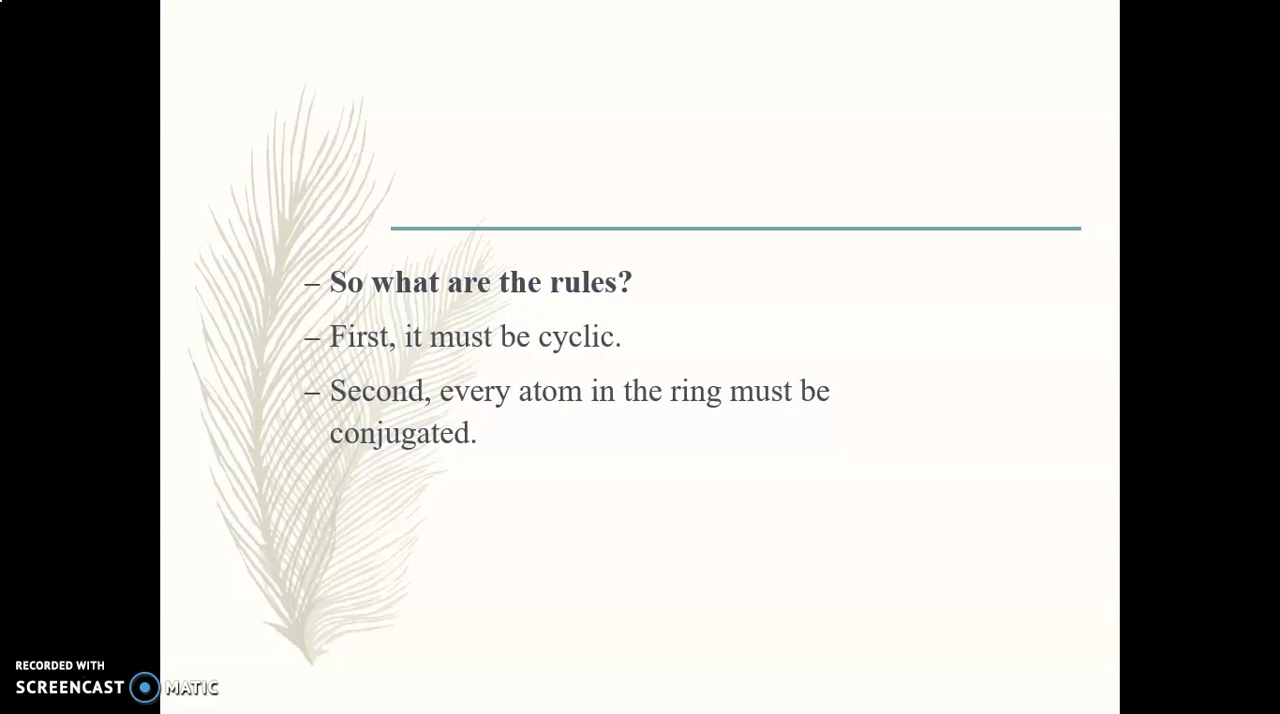 – So what are the rules?
– First, it must be cyclic.
– Second, every atom in the ring must be
conjugated.
RECORDED WITH
SCREENCAST MATIC